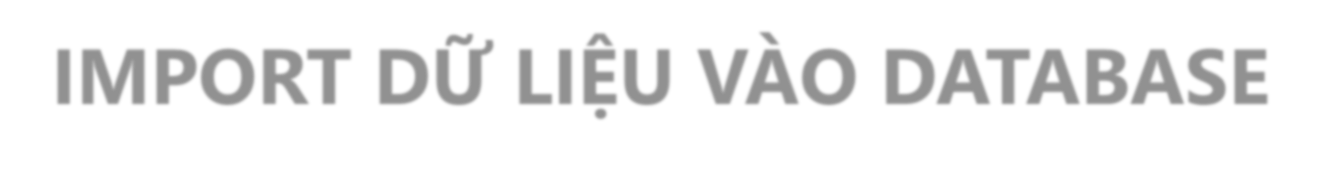 IMPORT DỮ LIỆU VÀO DATABASE